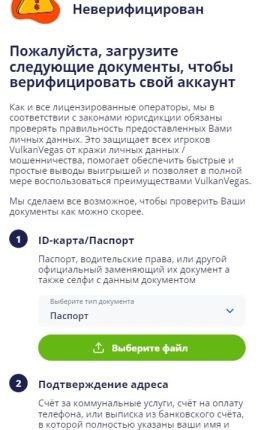 Неверифицирован
Пожалуйста, загрузите
следующие документы, чтобы
верифицировать свой аккаунт
Как и все лицензированные операторы, мы в
соответствии с законами юрисдикции обязаны
проверять правильность предоставленных Вами
личных данных. Это защищает всех игроков
VulkanVegas от кражи личных данных /
мошенничества, помогает обеспечить быстрые и
простые выводы выигрышей и позволяет в полной
мере воспользоваться преимуществами VulkanVegas.
Мы сделаем все возможное, чтобы проверить Ваши
документы как можно скорее.
1 ID-карта/Паспорт
Паспорт, водительские права, или другой
официальный заменяющий их документ а
также селфи с данным документом
Выберите тип документа
Паспорт
Выберите файл
2 Подтверждение адреса
Счёт за коммунальные услуги, счёт на оплату
телефона, или выписка из банковского счёта,
в которой полностью указаны ваши имя и